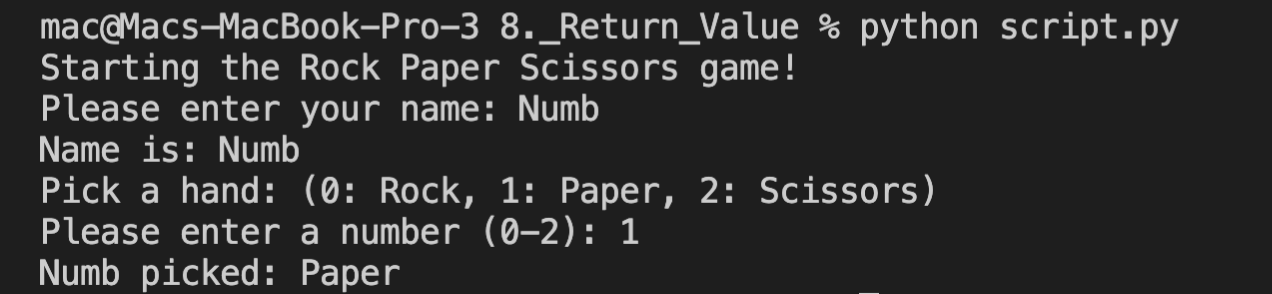 mac@Macs-MacBook-Pro-3 8._Return_Value % python script.py
Starting the Rock Paper Scissors game!
Please enter your name: Numb
Name is: Numb
Pick a hand: (0: Rock, 1: Paper, 2: Scissors)
Please enter a number (0-2): 1
Numb picked: Paper